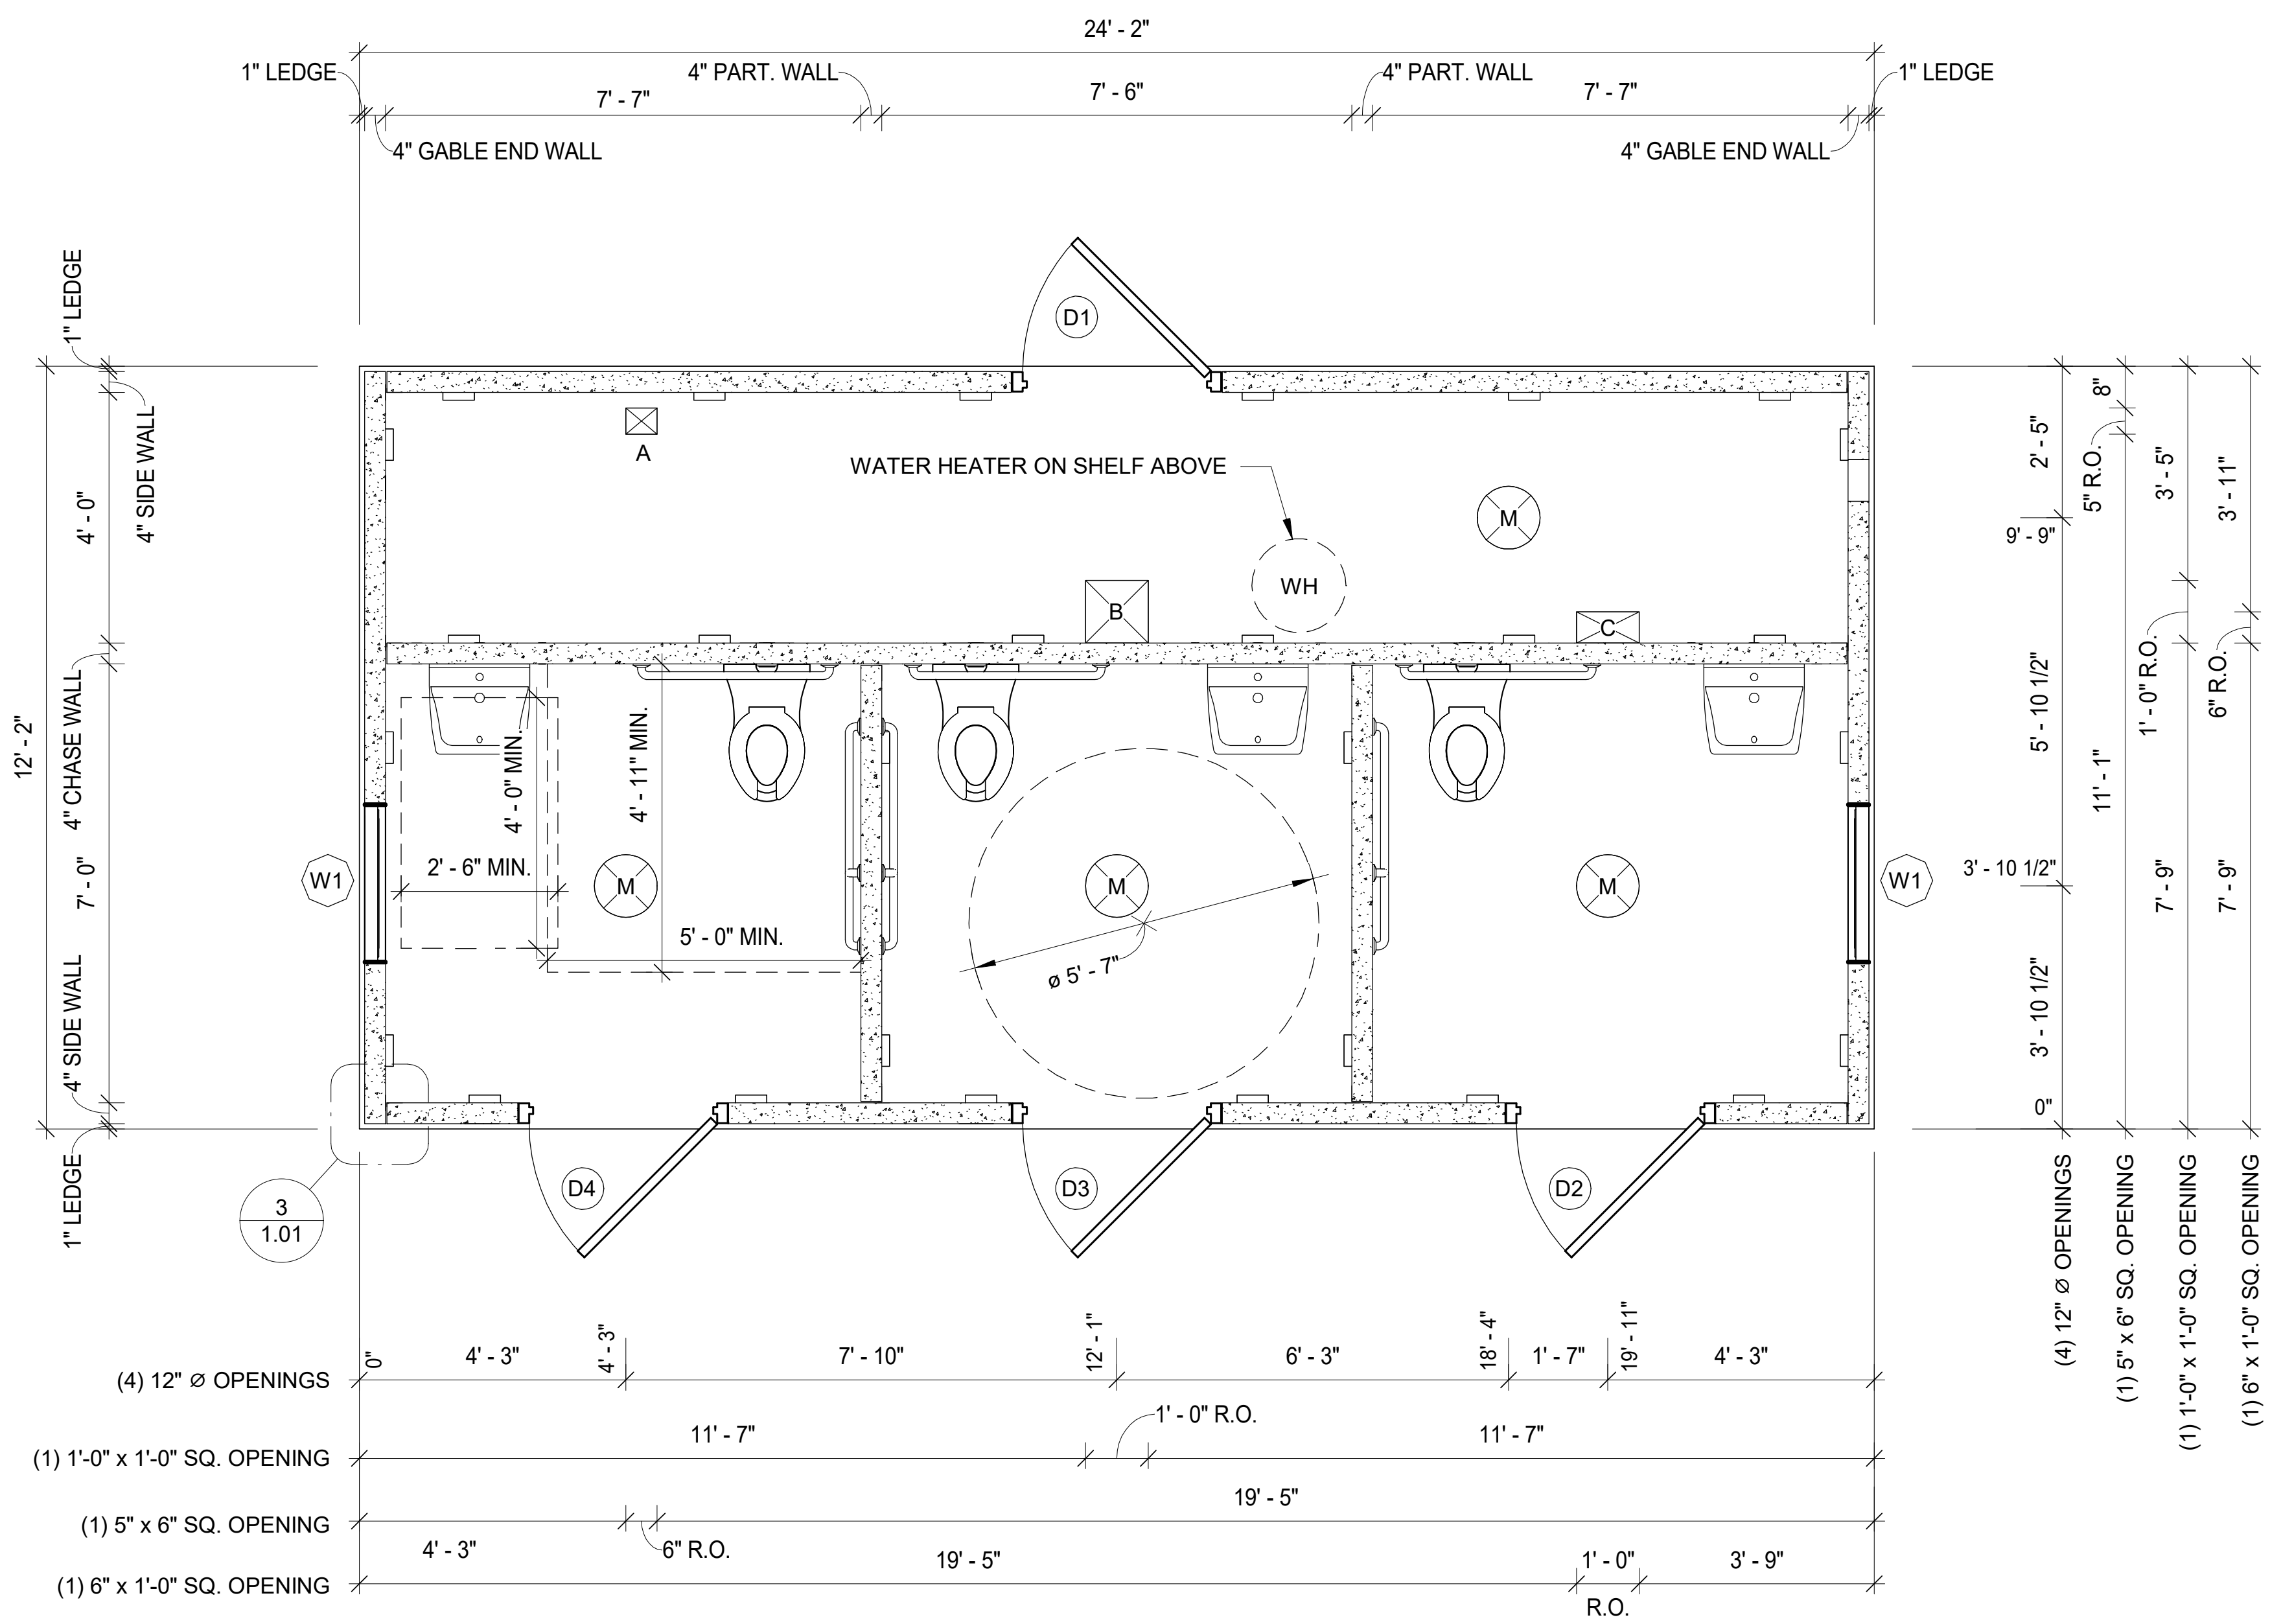 24' - 2"
1" LEDGE
4" PART. WALL
4" PART. WALL
1" LEDGE
7' - 7"
7' - 6"
7' - 7"
4" GABLE END WALL
4" GABLE END WALL
D1
1" LEDGE
4" SIDE WALL
4' - 0"
12' - 2"
4" CHASE WALL
7' - 0"
4" SIDE WALL
1" LEDGE
A
WATER HEATER ON SHELF ABOVE
M
WH
B
C
4' - 0" MIN.
4' - 11" MIN.
2' - 6" MIN.
5' - 0" MIN.
W1
M
M
M
W1
ø 5' - 7"
D4
D3
D2
3
1.01
2' - 5"
9' - 9"
5' - 10 1/2"
3' - 10 1/2"
3' - 10 1/2"
0"
8"
5" R.O.
11' - 1"
3' - 5"
1' - 0" R.O.
7' - 9"
3' - 11"
6" R.O.
7' - 9"
(4) 12" ⌀ OPENINGS
(1) 5" x 6" SQ. OPENING
(1) 1'-0" x 1'-0" SQ. OPENING
(1) 6" x 1'-0" SQ. OPENING
(4) 12" ⌀ OPENINGS
0"
4' - 3"
4' - 3"
7' - 10"
12' - 1"
6' - 3"
18' - 4"
1' - 7"
19' - 11"
4' - 3"
(1) 1'-0" x 1'-0" SQ. OPENING
11' - 7"
1' - 0" R.O.
11' - 7"
(1) 5" x 6" SQ. OPENING
4' - 3"
6" R.O.
19' - 5"
(1) 6" x 1'-0" SQ. OPENING
19' - 5"
1' - 0"
R.O.
3' - 9"